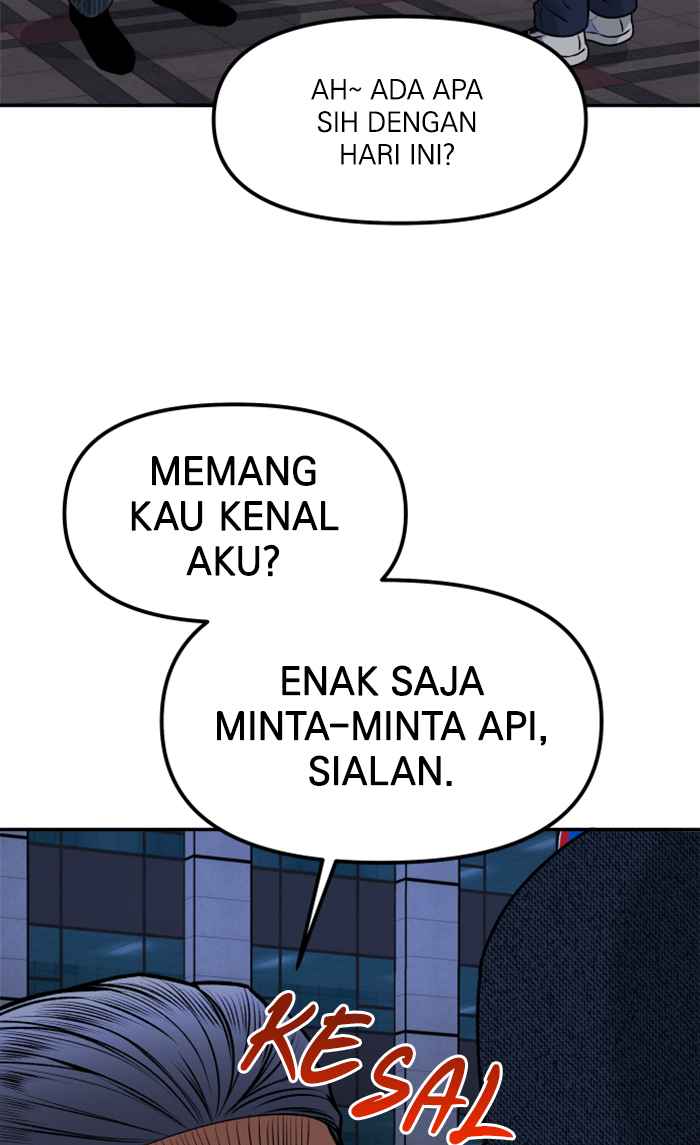 AH~ ADA APA
SIH DENGAN
HARI INI?
MEMANG
KAU KENAL
AKU?
ENAK SAJA
MINTA-MINTA API,
SIALAN.
KESAL